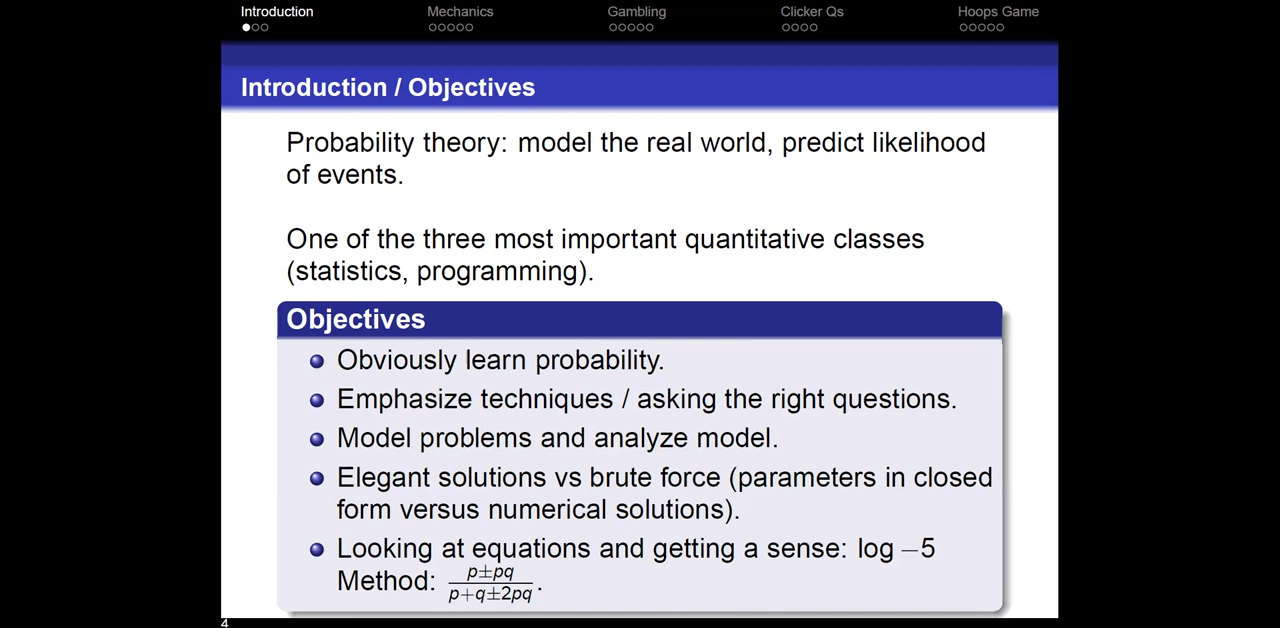 Introduction Mechanics Gambling Clicker Qs Hoops Game
Introduction / Objectives
Probability theory: model the real world, predict likelihood
of events.
One of the three most important quantitative classes
(statistics, programming).
Objectives
Obviously learn probability.
Emphasize techniques / asking the right questions.
Model problems and analyze model.
Elegant solutions vs brute force (parameters in closed
form versus numerical solutions).
Looking at equations and getting a sense: log −5
Method: \frac{p±pq}{p+q±2pq}.
4